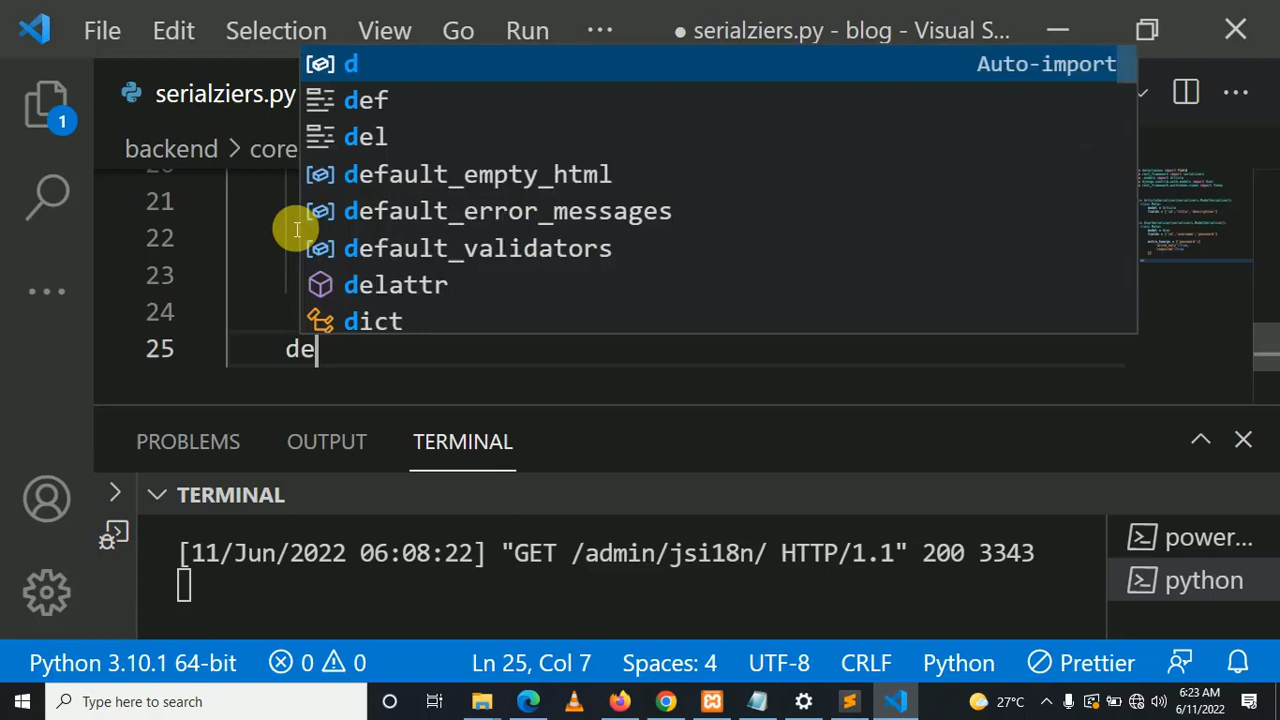 File Edit Selection View Go Run ··· ● serialziers.py - blog - Visual S...
serialziers.py
backend > core
d Auto-import
def
del
default_empty_html
default_error_messages
default_validators
delattr
dict
21
22
23
24
25 de
1
PROBLEMS OUTPUT TERMINAL
TERMINAL
[11/Jun/2022 06:08:22] "GET /admin/jsi18n/ HTTP/1.1" 200 3343
power...
python
Python 3.10.1 64-bit 0 0 Ln 25, Col 7 Spaces: 4 UTF-8 CRLF Python Prettier
Type here to search 27°C 6:23 AM
6/11/2022